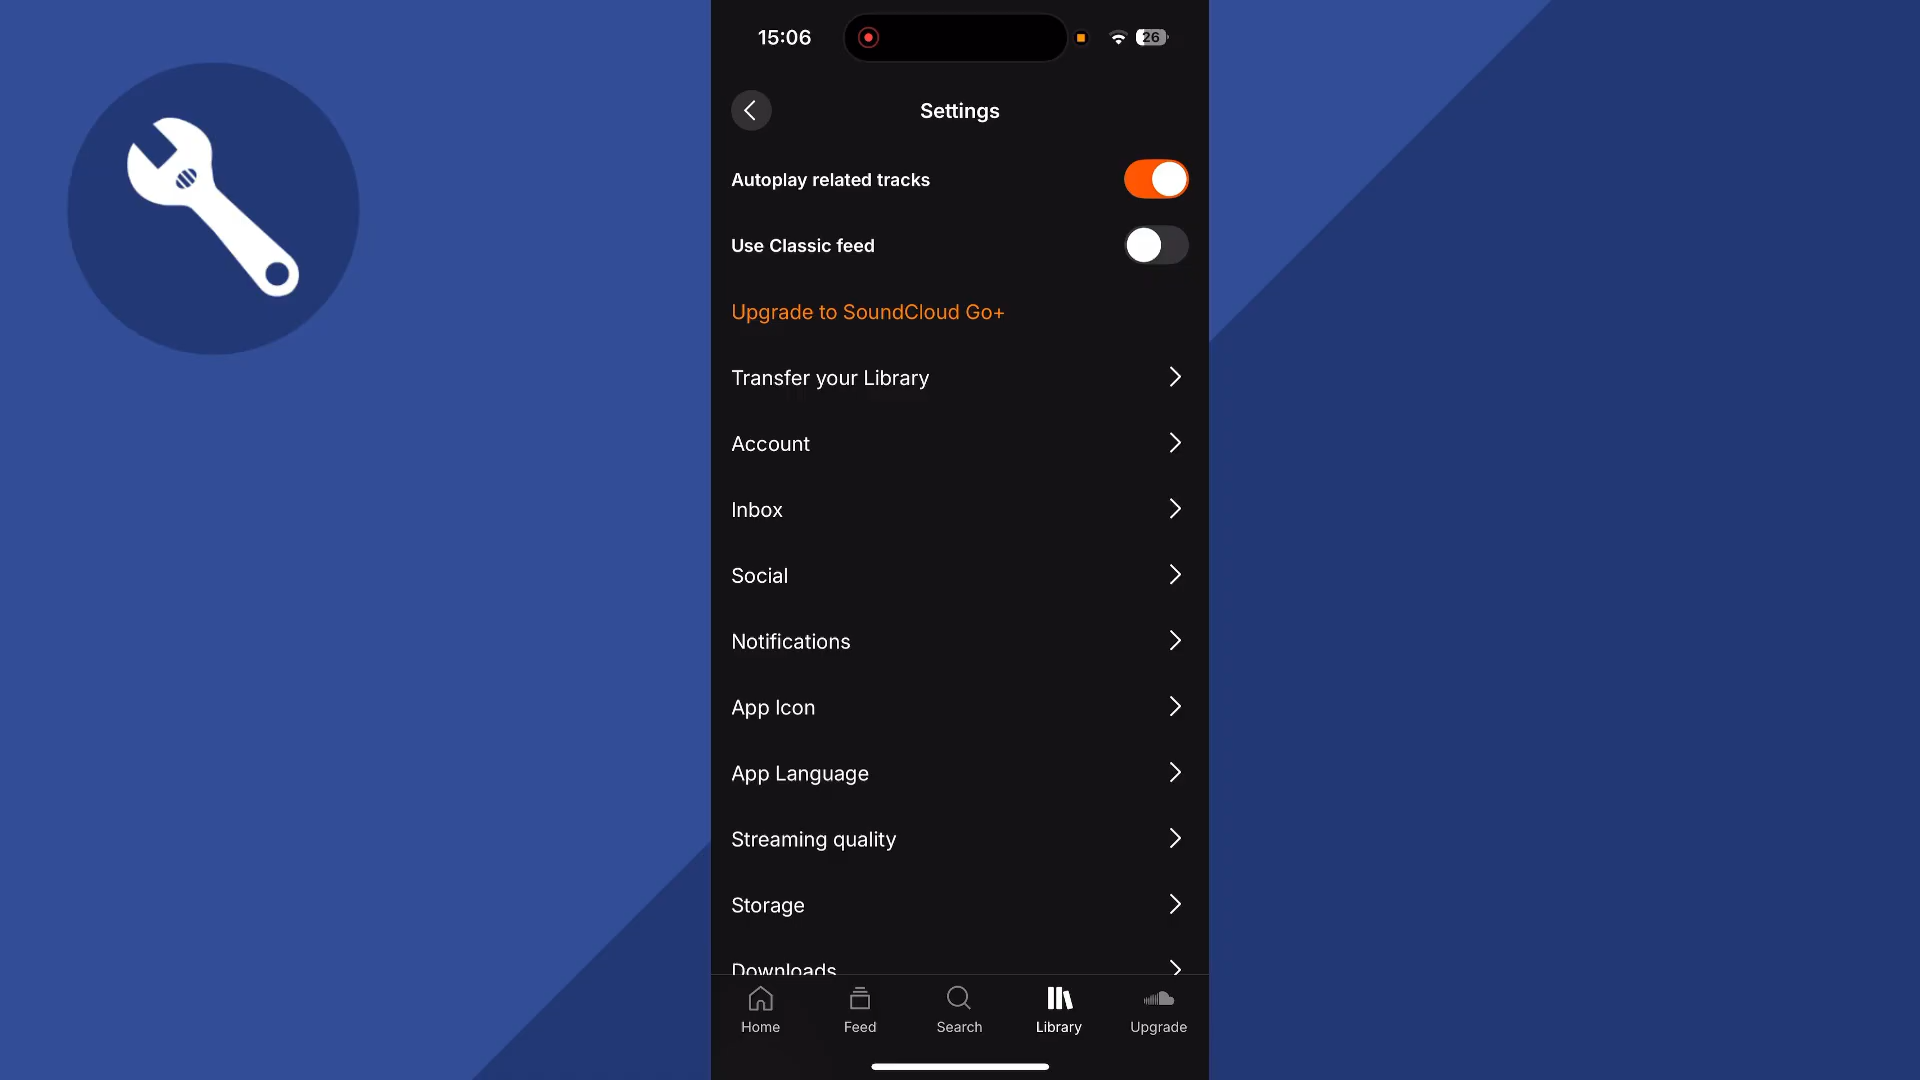 15:06
26
Settings
Autoplay related tracks
Use Classic feed
Upgrade to SoundCloud Go+
Transfer your Library
Account
Inbox
Social
Notifications
App Icon
App Language
Streaming quality
Storage
Downloads
Home
Feed
Search
Library
Upgrade